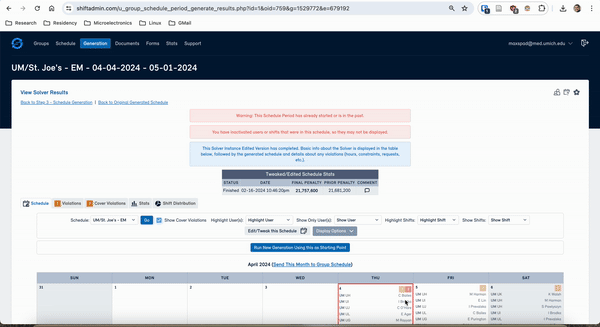 shiftadmin.com/u_group_schedule_period_generate_results.php?id=1&oid=759&g=1529772&e=679192
Research
Residency
Microelectronics
Linux
GMail
Groups
Schedule
Generation
Documents
Forms
Stats
Support
maxspad@med.umich.edu
UM/St. Joe's - EM - 04-04-2024 - 05-01-2024
View Solver Results
Back to Step 3 - Schedule Generation | Back to Original Generated Schedule
Warning: This Schedule Period has already started or is in the past.
You have inactivated users or shifts that were in this schedule, so they may not be displayed.
This Solver Instance Edited Version has completed. Basic info about the Solver is displayed in the table
below, followed by the generated schedule and details about any violations (hours, constraints, requests,
etc.).
Tweaked/Edited Schedule Stats
STATUS DATE FINAL PENALTY PRIOR PENALTY COMMENT
Finished 02-16-2024 10:46:20pm 21,757,600 21,681,200
Schedule
Violations
Cover Violations
Stats
Shift Distribution
Schedule: UM/St. Joe's - EM
Go
Show Cover Violations
Highlight User(s): Highlight User
Show Only User(s): Show User
Highlight Shifts: Highlight Shift
Show Shifts: Show Shift
Edit/Tweak this Schedule
Display Options
Run New Generation Using this as Starting Point
April 2024 (Send This Month to Group Schedule)
SUN MON TUE WED THU FRI SAT
31 1 2 3 4 5 6